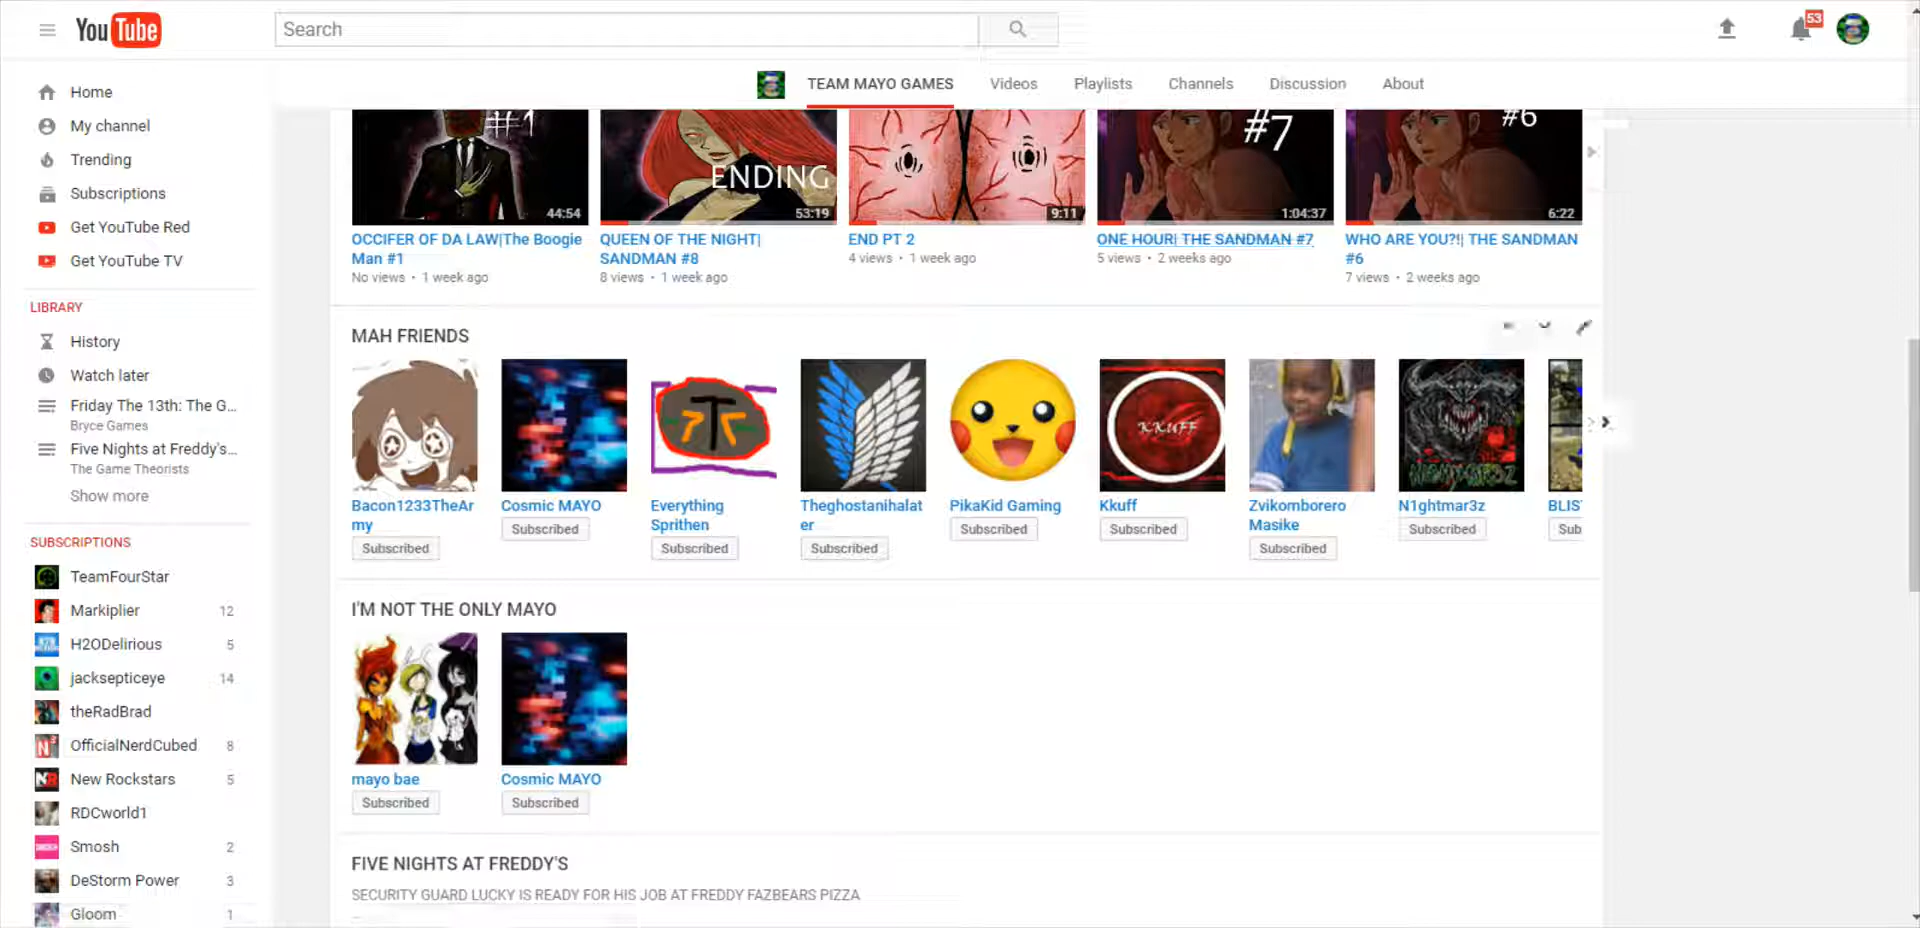 YouTube
Search
53
Home
My channel
Trending
Subscriptions
Get YouTube Red
Get YouTube TV
LIBRARY
History
Watch later
Friday The 13th: The G...
Bryce Games
Five Nights at Freddy's...
The Game Theorists
Show more
SUBSCRIPTIONS
TeamFourStar
Markiplier 12
H2ODelirious 5
jacksepticeye 14
theRadBrad
OfficialNerdCubed 8
New Rockstars 5
RDCworld1
Smosh 2
DeStorm Power 3
Gloom 1
TEAM MAYO GAMES Videos Playlists Channels Discussion About
#1
44:54
OCCIFER OF DA LAW|The Boogie
Man #1
No views • 1 week ago
ENDING
53:19
QUEEN OF THE NIGHT|
SANDMAN #8
8 views • 1 week ago
9:11
END PT 2
4 views • 1 week ago
#7
1:04:37
ONE HOUR| THE SANDMAN #7
5 views • 2 weeks ago
#6
6:22
WHO ARE YOU?!| THE SANDMAN
#6
7 views • 2 weeks ago
MAH FRIENDS
Bacon1233TheAr
my
Subscribed
Cosmic MAYO
Subscribed
Everything
Sprithen
Subscribed
Theghostanihalat
er
Subscribed
PikaKid Gaming
Subscribed
KKUFF
Kkuff
Subscribed
Zvikomborero
Masike
Subscribed
N1ghtmar3z
Subscribed
BLIS
Sub
I'M NOT THE ONLY MAYO
mayo bae
Subscribed
Cosmic MAYO
Subscribed
FIVE NIGHTS AT FREDDY'S
SECURITY GUARD LUCKY IS READY FOR HIS JOB AT FREDDY FAZBEARS PIZZA